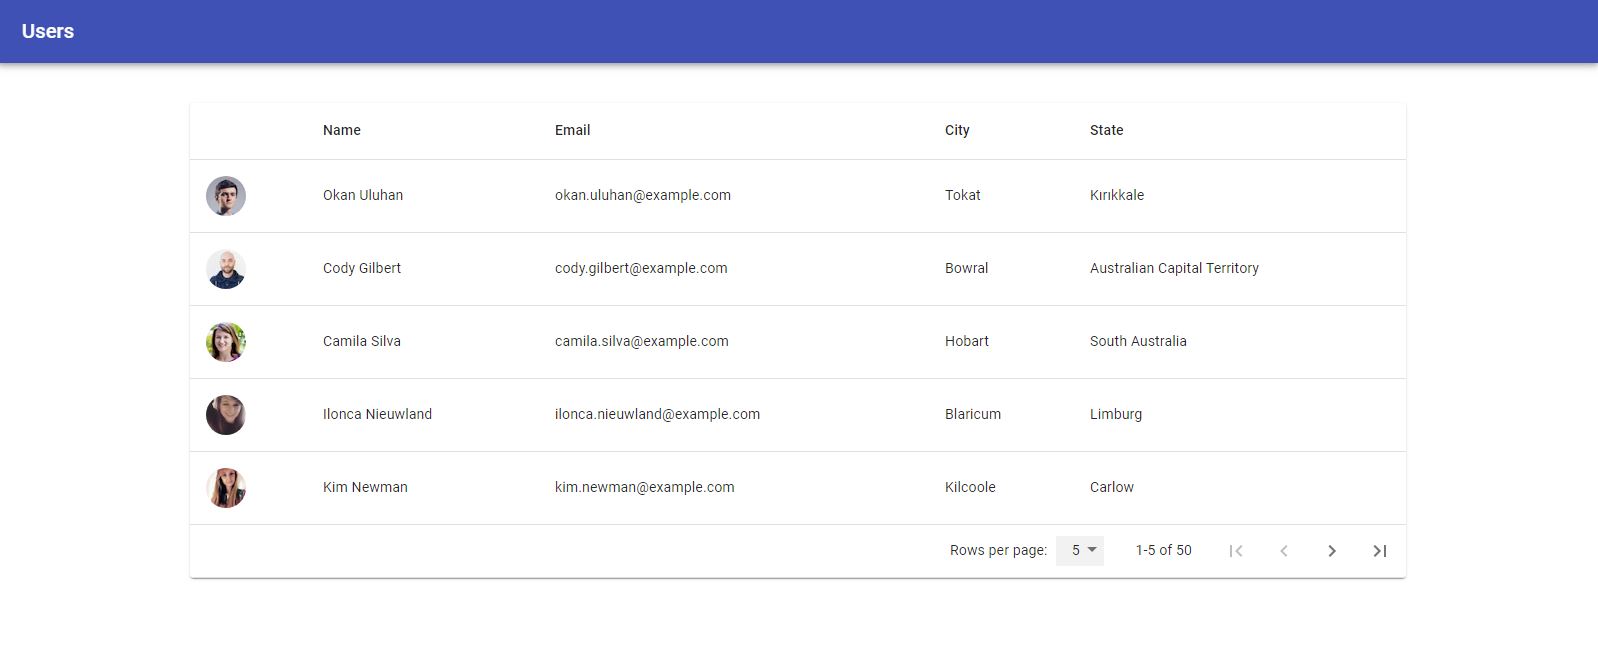 Users
Name Email City State
Okan Uluhan okan.uluhan@example.com Tokat Kırıkkale
Cody Gilbert cody.gilbert@example.com Bowral Australian Capital Territory
Camila Silva camila.silva@example.com Hobart South Australia
Ilonca Nieuwland ilonca.nieuwland@example.com Blaricum Limburg
Kim Newman kim.newman@example.com Kilcoole Carlow
Rows per page: 5 1-5 of 50